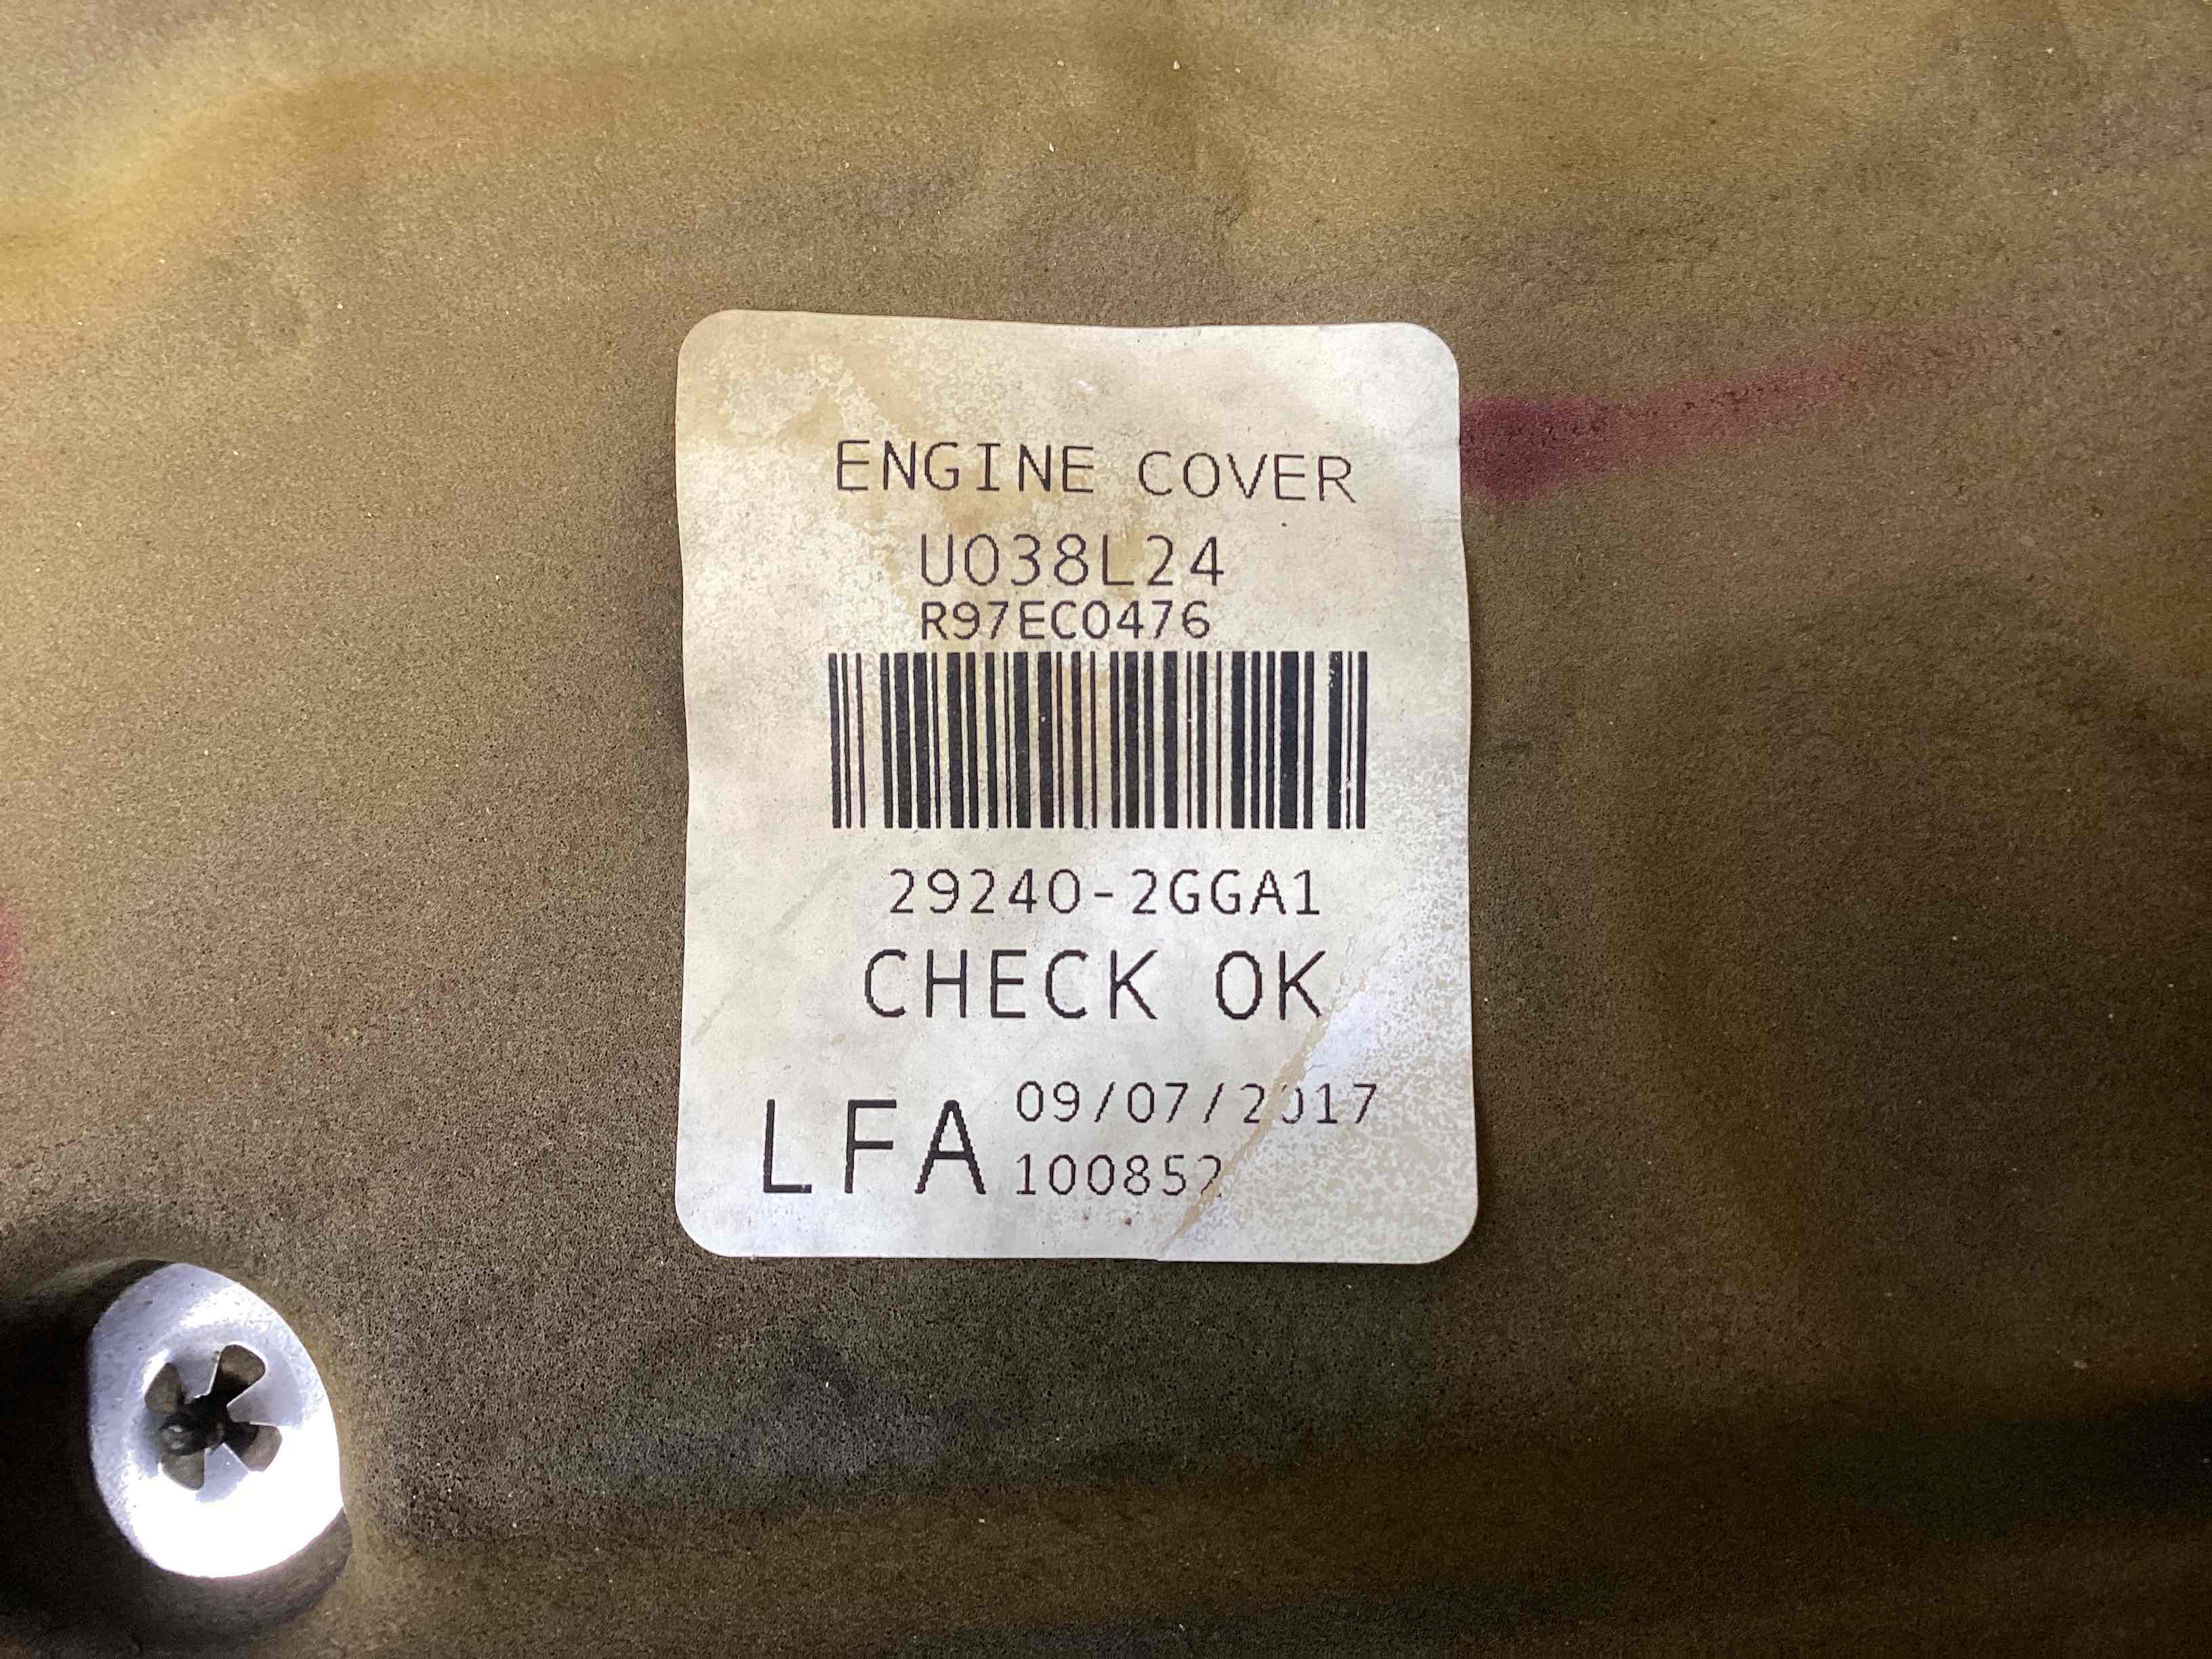 ENGINE COVER
U038L24
R97EC0476
29240-2GGA1
CHECK OK
LFA
09/07/2017
100852